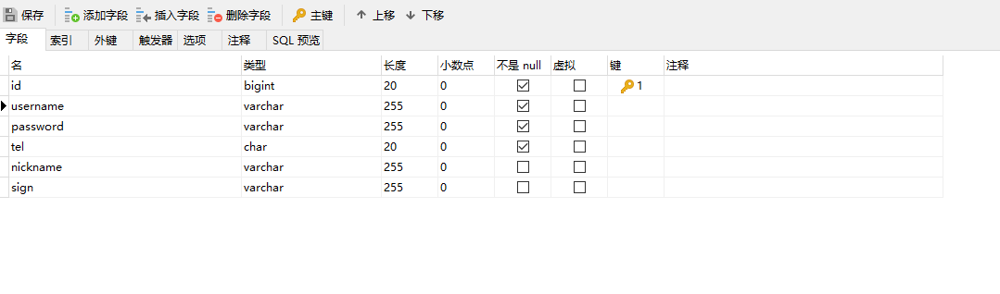 保存 添加字段 插入字段 删除字段 主键 上移 下移
字段 索引 外键 触发器 选项 注释 SQL 预览
名 类型 长度 小数点 不是 null 虚拟 键 注释
id bigint 20 0 1
username varchar 255 0
password varchar 255 0
tel char 20 0
nickname varchar 255 0
sign varchar 255 0